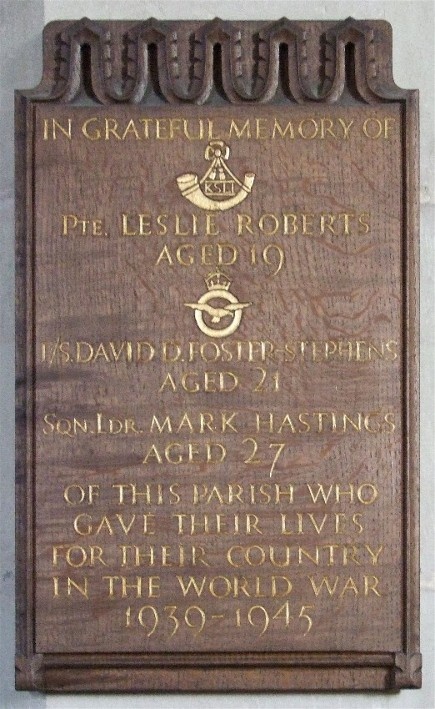 IN GRATEFUL MEMORY OF
KSLI
PTE. LESLIE ROBERTS
AGED 19
F/S. DAVID D. FOSTER-STEPHENS
AGED 21
SQN. LDR. MARK HASTINGS
AGED 27
OF THIS PARISH WHO
GAVE THEIR LIVES
FOR THEIR COUNTRY
IN THE WORLD WAR
1939-1945